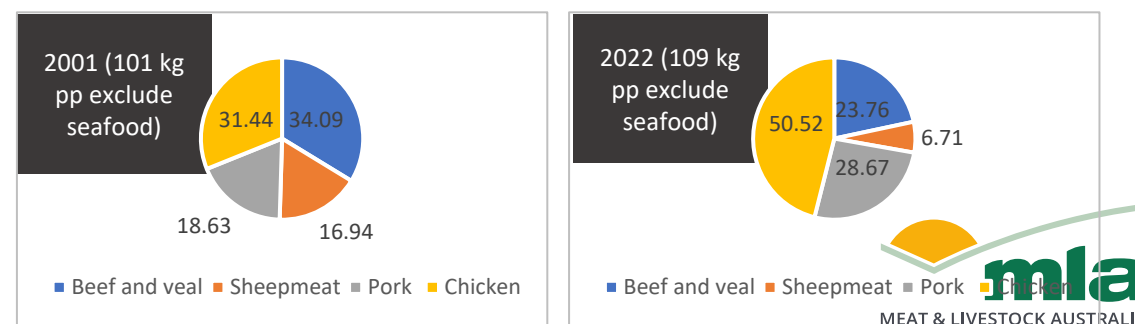 2001 (101 kg
pp exclude
seafood)
31.44
34.09
18.63
16.94
Beef and veal Sheepmeat Pork Chicken
2022 (109 kg
pp exclude
seafood)
50.52
23.76
6.71
28.67
Beef and veal Sheepmeat Pork Chicken
mla
MEAT & LIVESTOCK AUSTRALI